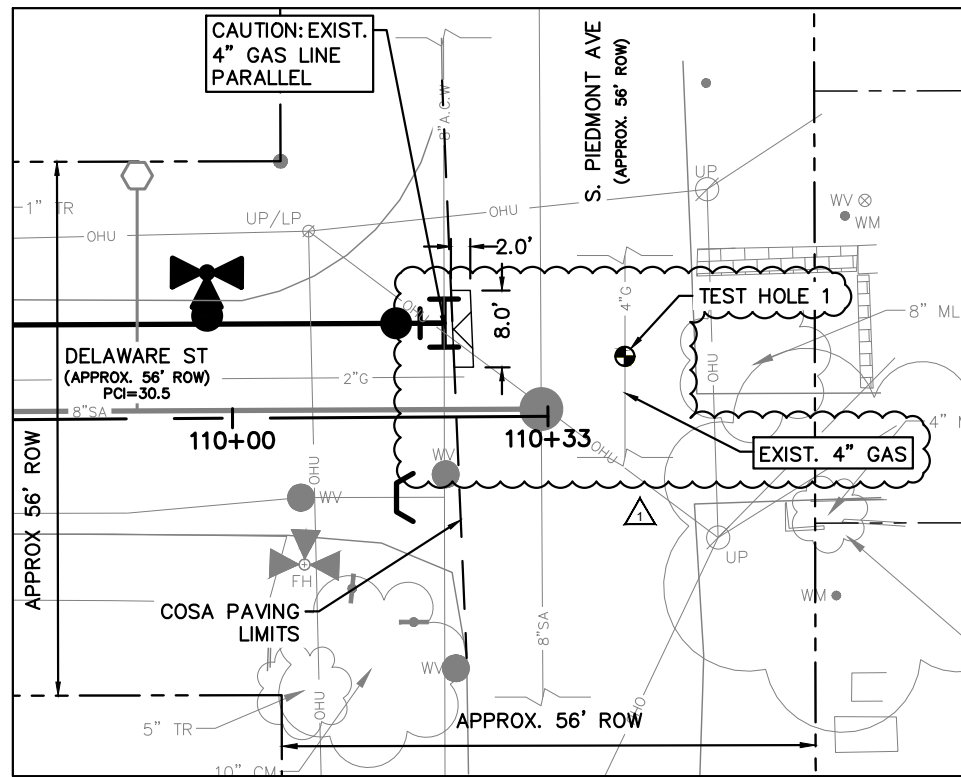 CAUTION: EXIST.
4" GAS LINE
PARALLEL
8"A.C.W
S. PIEDMONT AVE
(APPROX. 56' ROW)
UP
WV
WM
1" TR
UP/LP
OHU
OHU
2.0'
4"G
TEST HOLE 1
8.0'
OHU
8" ML
DELAWARE ST
(APPROX. 56' ROW)
PCI=30.5
2"G
OHU
8"SA
110+00
110+33
OHU
EXIST. 4" GAS
WV
WV
OHU
1
UP
FH
APPROX 56' ROW
COSA PAVING
LIMITS
WM
8"SA
WV
OHU
5" TR
APPROX. 56' ROW
10" CM